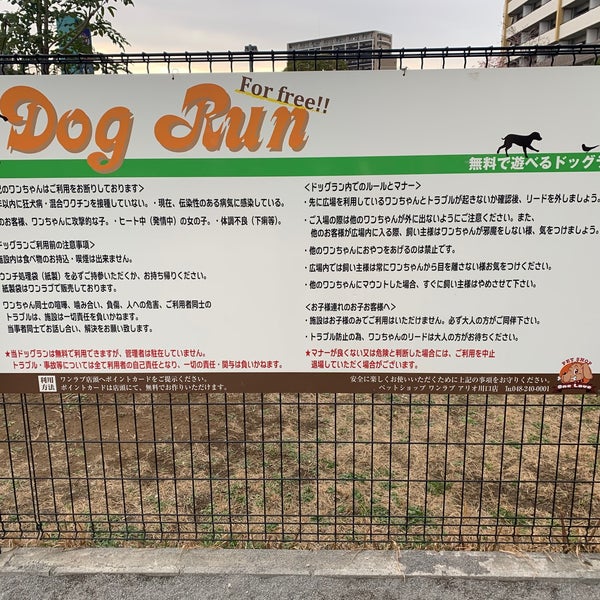 Dog Run
For free!!
無料で遊べるドッグラ
のワンちゃんはご利用をお断りしております>
年以内に狂犬病・混合ワクチンを接種していない。・現在、伝染性のある病気に感染している。
のお客様、ワンちゃんに攻撃的な子。・ヒート中（発情中）の女の子。・体調不良（下痢等）。
ドッグランご利用前の注意事項>
施設内は食べ物のお持込・喫煙は出来ません。
ウンチ処理袋（紙製）を必ずご持参いただくか、お持ち帰りください。
紙製袋はワンラブで販売しております。
ワンちゃん同士の喧嘩、噛み合い、負傷、人への危害、ご利用者同士の
トラブルは、施設は一切責任を負いかねます。
当事者同士でお話し合い、解決をお願い致します。
★当ドッグランは無料で利用できますが、管理者は駐在していません。
トラブル・事故等については全て利用者の自己責任となり、一切の責任・関与は負いかねます。
<ドッグラン内でのルールとマナー>
・先に広場を利用しているワンちゃんとトラブルが起きないか確認後、リードを外しましょう。
・ご入場の際は他のワンちゃんが外に出ないようにご注意ください。また、
他のお客様が広場内に入る際、飼い主様はワンちゃんが邪魔をしない様、気をつけましょう。
・他のワンちゃんにおやつをあげるのは禁止です。
・広場内では飼い主様は常にワンちゃんから目を離さない様お気をつけください。
・他のワンちゃんにマウントした場合、すぐに飼い主様はやめさせて下さい。
<お子様連れのお子お客様へ>
・施設はお子様のみでご利用はいただけません。必ず大人の方がご同伴下さい。
・トラブル防止の為、ワンちゃんのリードは大人の方がお持ちください。
★マナーが良くない又は危険と判断した場合には、ご利用を中止
退場していただく場合がございます。
利用方法
ワンラブ店頭へポイントカードをご提示ください。
ポイントカードは店頭にて、無料でお作りいただけます。
安全に楽しくお使いいただくために上記の事項をお守りください。
ペットショップ ワンラブ アリオ川口店 Tel.048-240-0001
PET SHOP
One Love